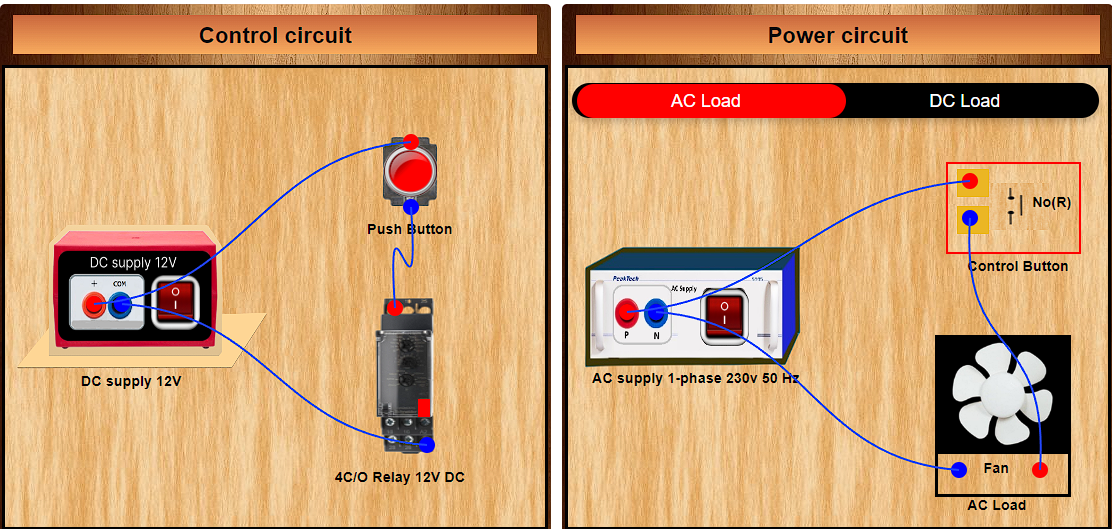 Control circuit
DC supply 12V
+ COM
O
I
DC supply 12V
Push Button
4C/O Relay 12V DC
Power circuit
AC Load
DC Load
No(R)
Control Button
PeakTech
AC Supply
P N
O
I
AC supply 1-phase 230v 50 Hz
Fan
AC Load